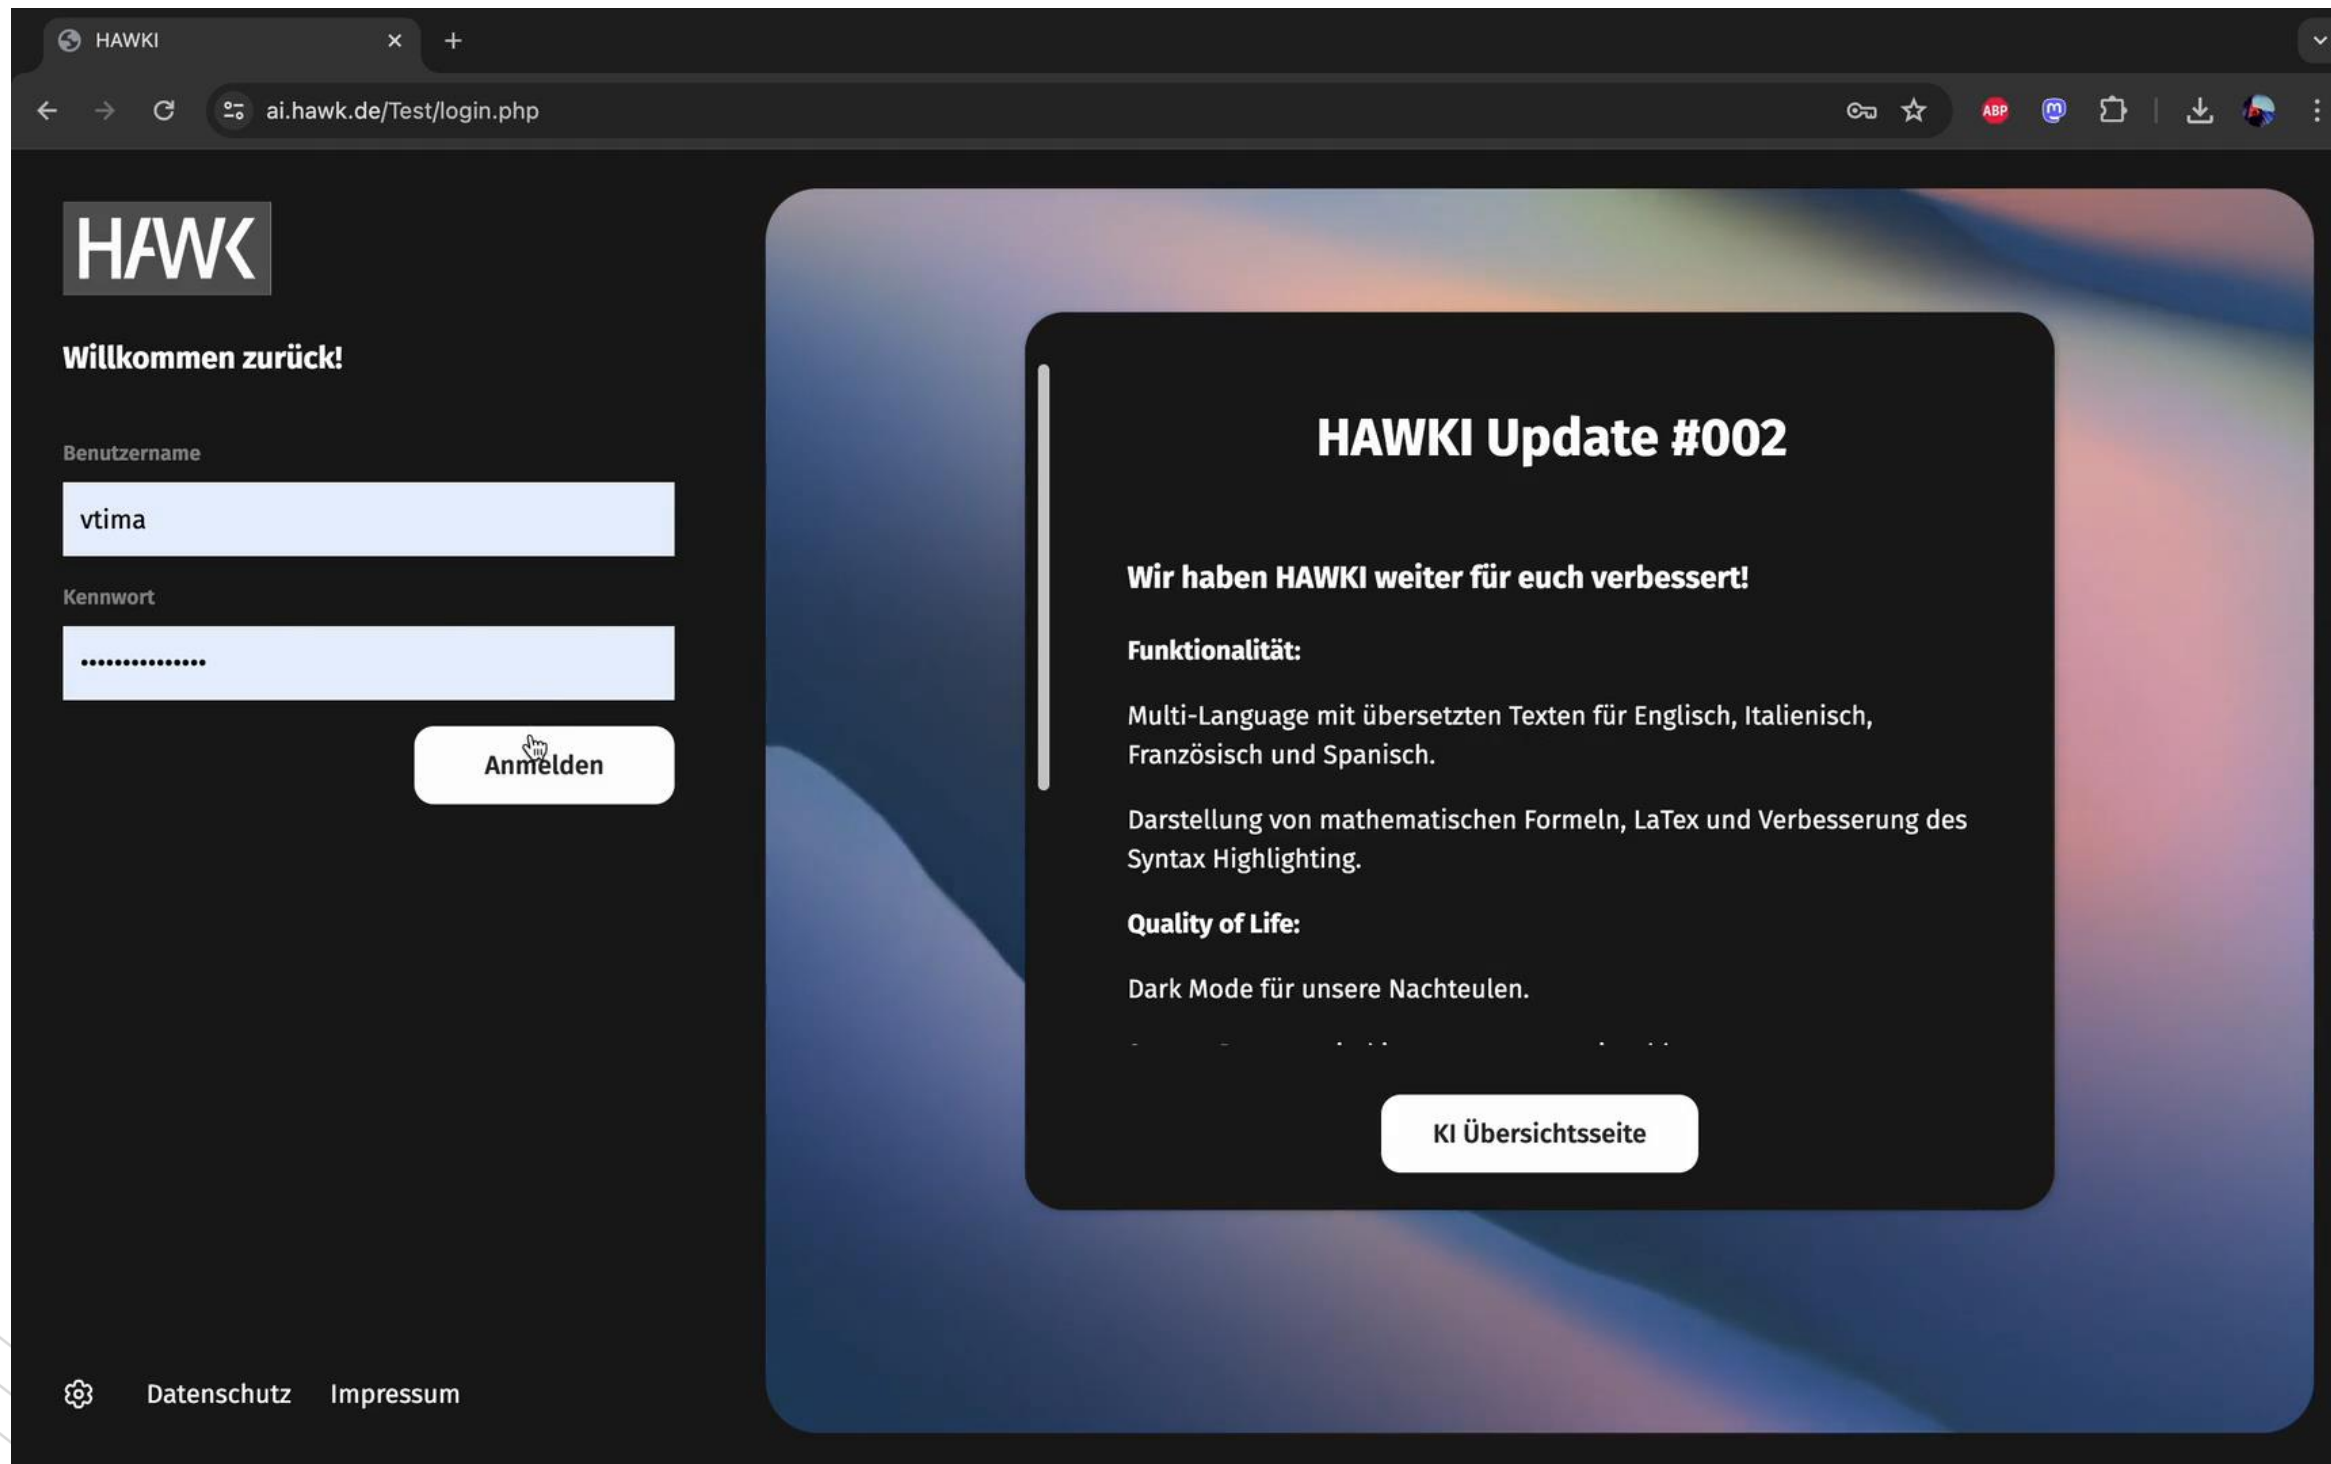 HAWKI
ai.hawk.de/Test/login.php
ABP
HAWK
Willkommen zurück!
Benutzername
vtima
Kennwort
•••••••••••••••
Anmelden
Datenschutz Impressum
HAWKI Update #002
Wir haben HAWKI weiter für euch verbessert!
Funktionalität:
Multi-Language mit übersetzten Texten für Englisch, Italienisch,
Französisch und Spanisch.
Darstellung von mathematischen Formeln, LaTex und Verbesserung des
Syntax Highlighting.
Quality of Life:
Dark Mode für unsere Nachteulen.
KI Übersichtsseite